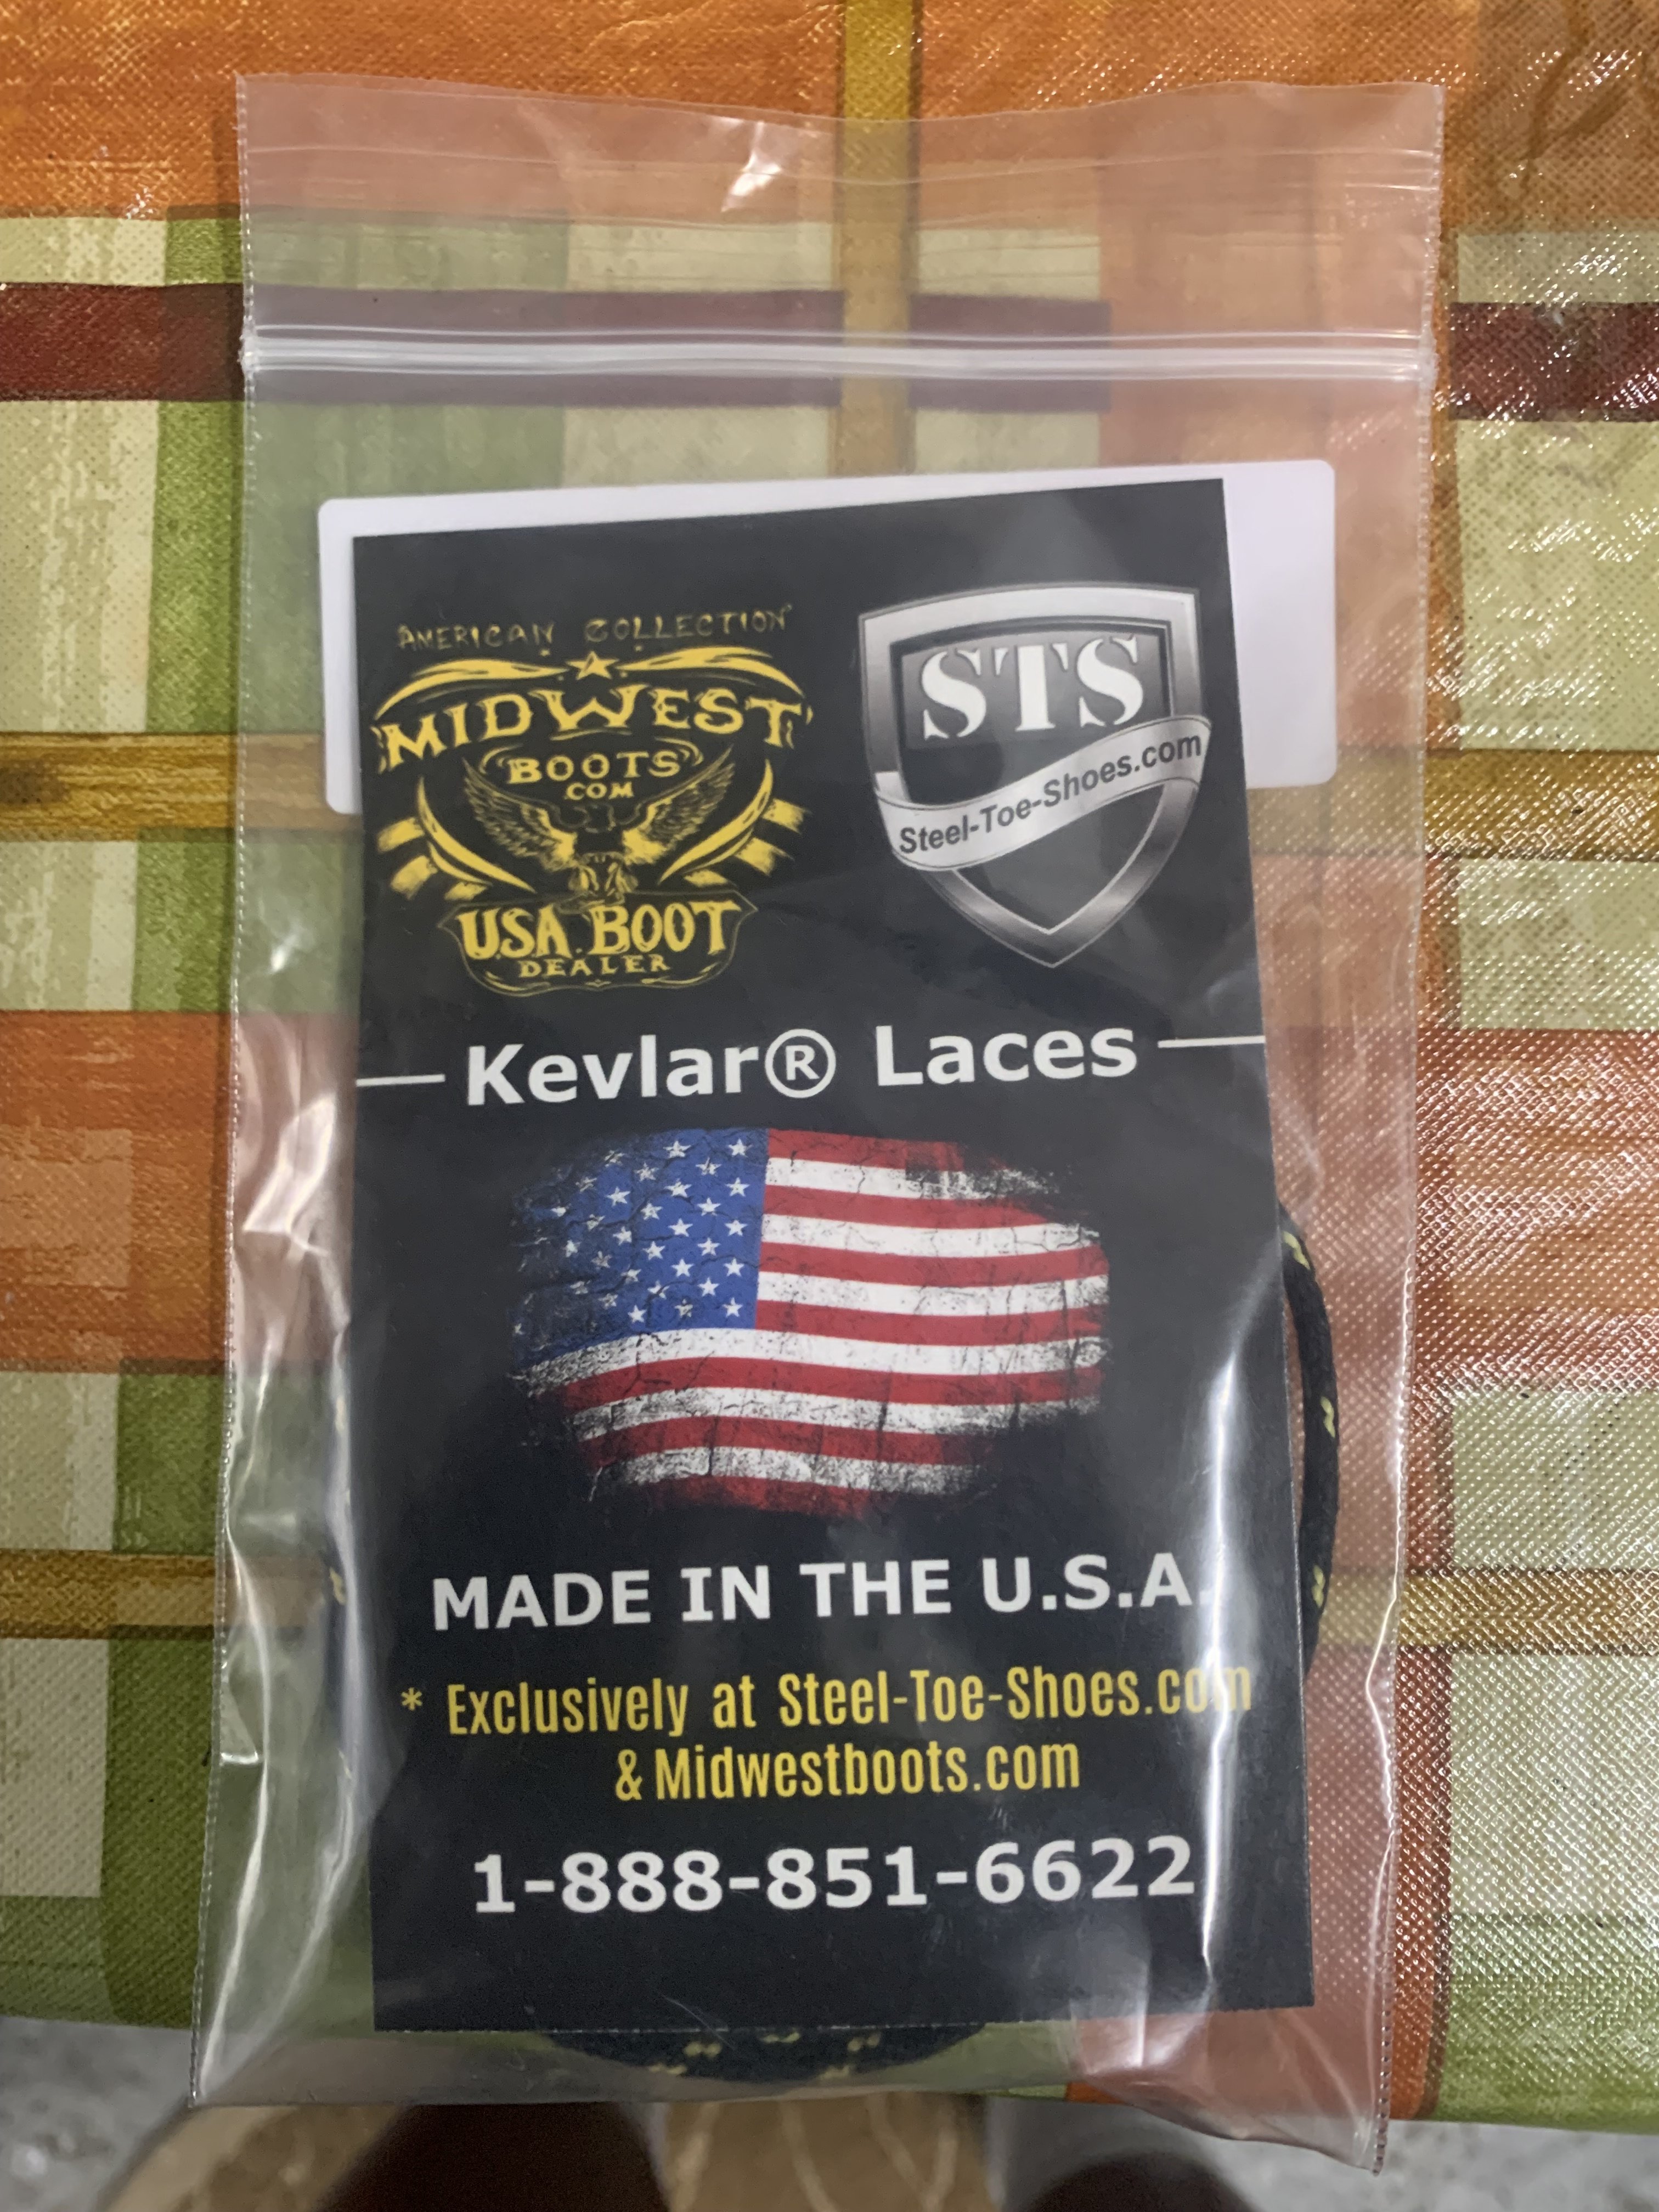 AMERICAN COLLECTION
MIDWEST
BOOTS
.COM
USA BOOT
DEALER
STS
Steel-Toe-Shoes.com
Kevlar® Laces
MADE IN THE U.S.A.
* Exclusively at Steel-Toe-Shoes.com
& Midwestboots.com
1-888-851-6622